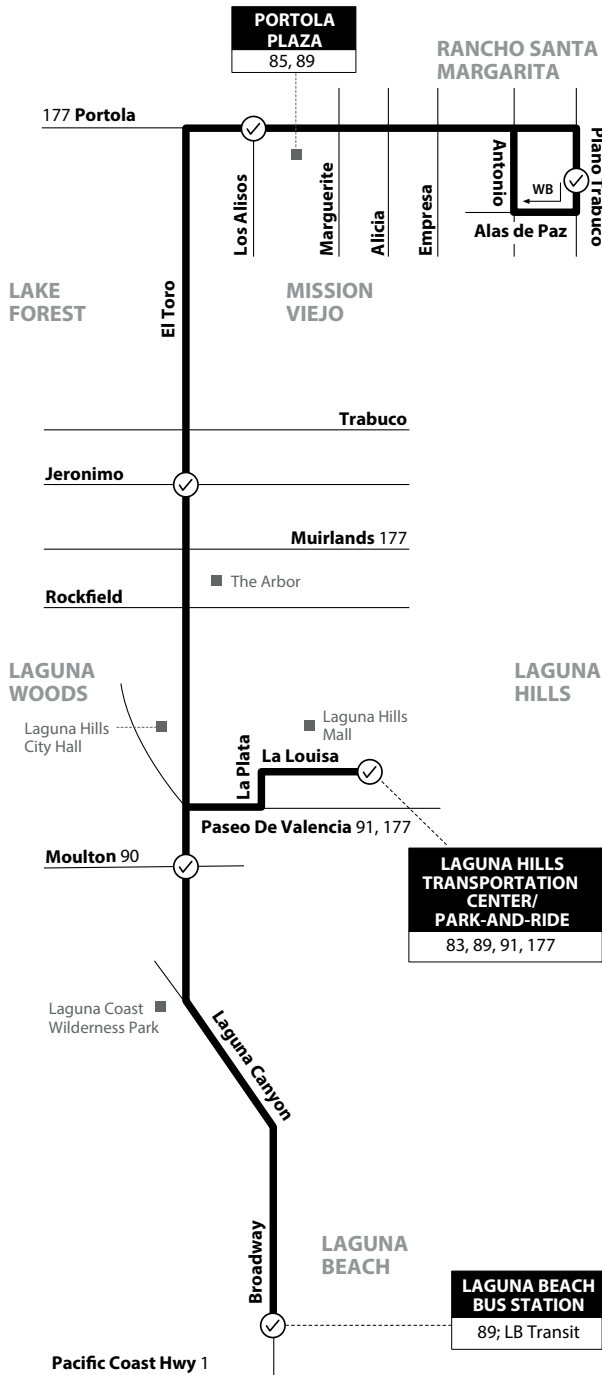 PORTOLA
PLAZA
85, 89
RANCHO SANTA
MARGARITA
177 Portola
Los Alisos
Marguerite
Alicia
Empresa
Antonio
Plano Trabuco
WB
Alas de Paz
LAKE
FOREST
El Toro
MISSION
VIEJO
Trabuco
Jeronimo
Muirlands 177
The Arbor
Rockfield
LAGUNA
WOODS
LAGUNA
HILLS
Laguna Hills
City Hall
Laguna Hills
Mall
La Plata
La Louisa
Paseo De Valencia 91, 177
Moulton 90
LAGUNA HILLS
TRANSPORTATION
CENTER/
PARK-AND-RIDE
83, 89, 91, 177
Laguna Coast
Wilderness Park
Laguna Canyon
Broadway
LAGUNA
BEACH
LAGUNA BEACH
BUS STATION
89; LB Transit
Pacific Coast Hwy 1